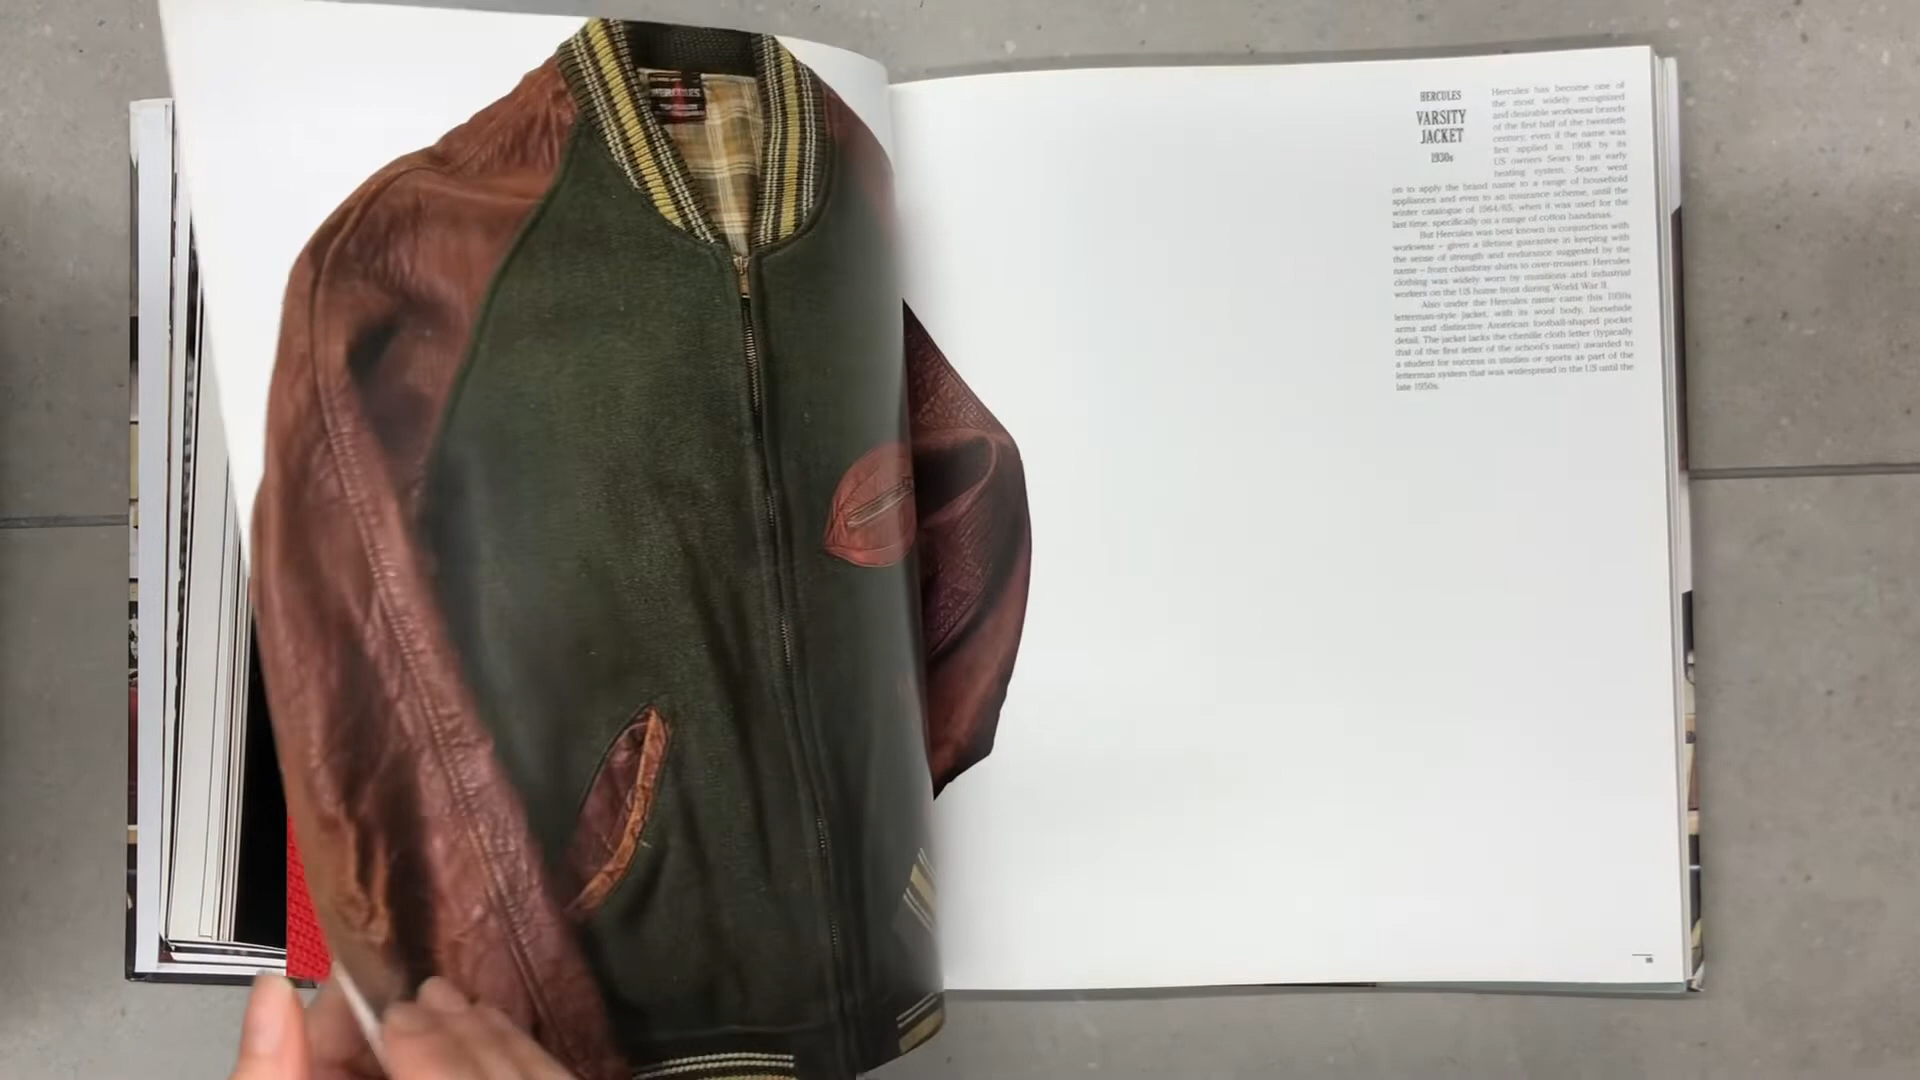 HERCULES
HERCULES
VARSITY
JACKET
1930s
Hercules has become one of
the most widely recognized
and desirable workwear brands
of the first half of the twentieth
century, even if the name was
first applied in 1908 by its
US owners Sears to an early
heating system. Sears went
on to apply the brand name to a range of household
appliances and even to an insurance scheme, until the
winter catalogue of 1964/65, when it was used for the
last time, specifically on a range of cotton bandanas.
But Hercules was best known in conjunction with
workwear – given a lifetime guarantee in keeping with
the sense of strength and endurance suggested by the
name – from chambray shirts to over-trousers. Hercules
clothing was widely worn by munitions and industrial
workers on the US home front during World War II.
Also under the Hercules name came this 1930s
letterman-style jacket, with its wool body, horsehide
arms and distinctive American football-shaped pocket
detail. The jacket lacks the chenille cloth letter (typically
that of the first letter of the school's name) awarded to
a student for success in studies or sports as part of the
letterman system that was widespread in the US until the
late 1950s.